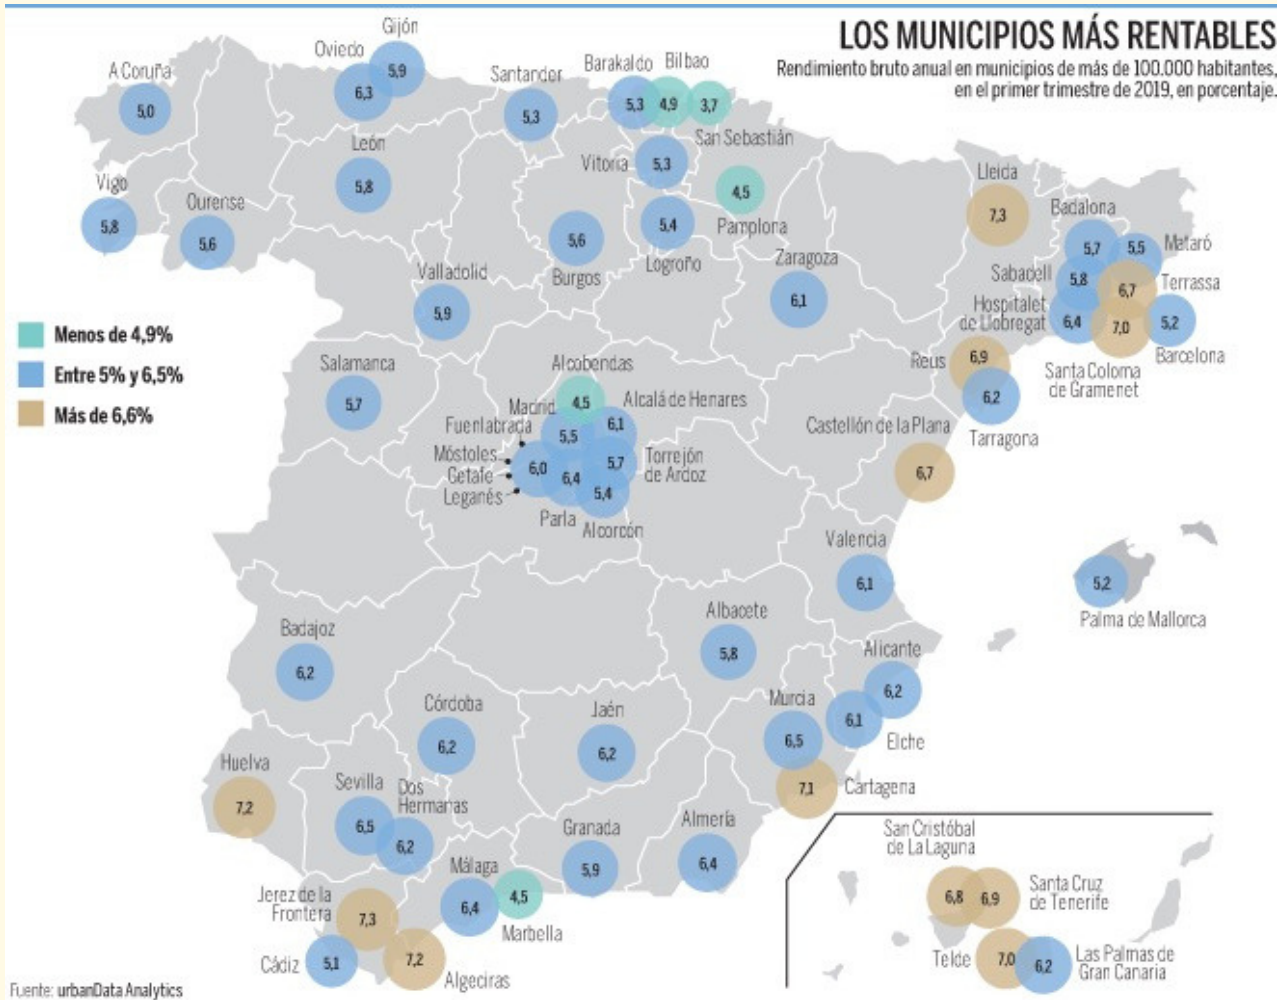 LOS MUNICIPIOS MÁS RENTABLES
Rendimiento bruto anual en municipios de más de 100.000 habitantes,
en el primer trimestre de 2019, en porcentaje.
Gijón
5,9
Oviedo
6,3
A Coruña
5,0
Santander
5,3
Barakaldo
5,3
Bilbao
4,9
3,7
San Sebastián
León
5,8
Vitoria
5,3
4,5
Pamplona
Lleida
7,3
Vigo
5,8
Ourense
5,6
5,6
Burgos
5,4
Logroño
Zaragoza
6,1
Badalona
5,7
5,5
Mataró
Sabacell
5,8
6,7
Terrassa
Hospitalet
de Llobregat
6,4
7,0
Santa Coloma
de Gramenet
5,2
Barcelona
Valladolid
5,9
Menos de 4,9%
Entre 5% y 6,5%
Más de 6,6%
Salamanca
5,7
Reus
6,9
6,2
Tarragona
Alcobendas
4,5
Madrid
5,5
Alcalá de Henares
6,1
Fuenlabrada
Móstoles
Getafe
Leganés
6,0
6,4
Parla
5,7
Torrejón
de Ardoz
5,4
Alcorcón
Castellón de la Plana
6,7
Valencia
6,1
5,2
Palma de Mallorca
Badajoz
6,2
Albacete
5,8
Alicante
6,2
6,1
Elche
Murcia
6,5
7,1
Cartagena
Córdoba
6,2
Jaén
6,2
Huelva
7,2
Sevilla
6,5
Dos
Hermanas
6,2
Granada
5,9
Almería
6,4
Málaga
6,4
4,5
Marbella
Jerez de la
Frontera
7,3
Cádiz
5,1
7,2
Algeciras
San Cristóbal
de La Laguna
6,8
6,9
Santa Cruz
de Tenerife
Telde
7,0
6,2
Las Palmas de
Gran Canaria
Fuente: urbanData Analytics